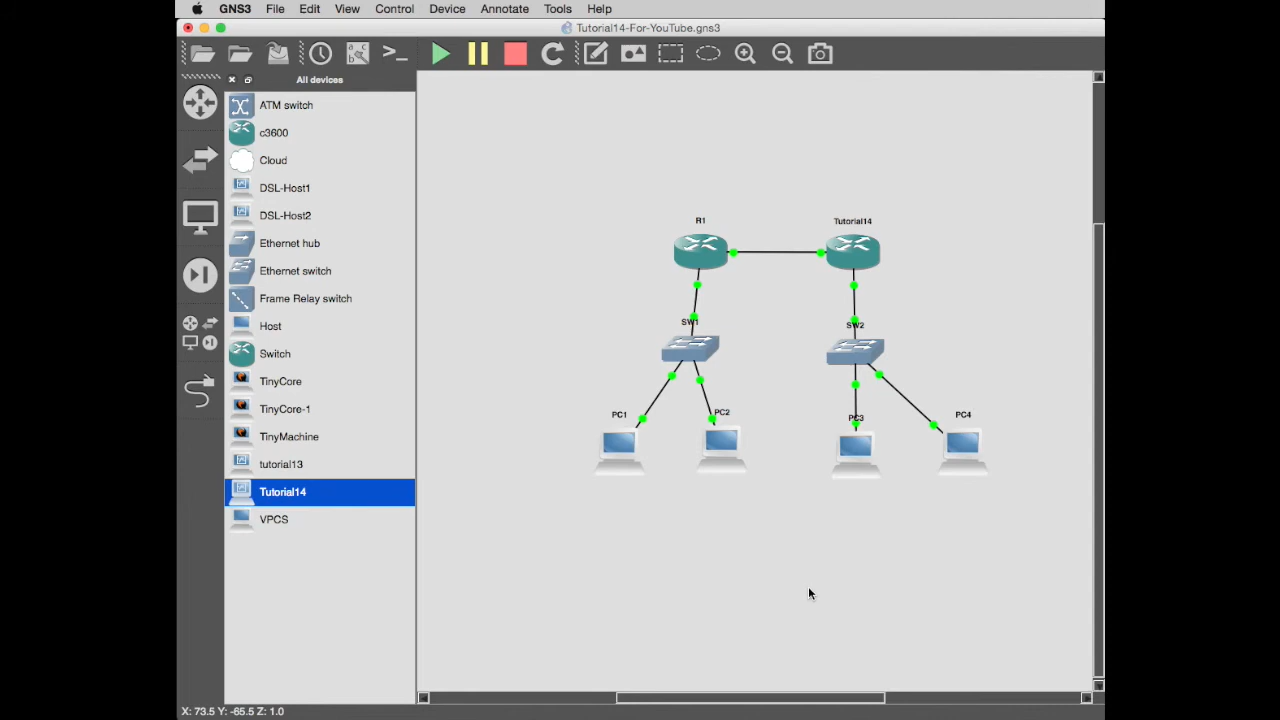 GNS3 File Edit View Control Device Annotate Tools Help
Tutorial14-For-YouTube.gns3
All devices
ATM switch
c3600
Cloud
DSL-Host1
DSL-Host2
Ethernet hub
Ethernet switch
Frame Relay switch
Host
Switch
TinyCore
TinyCore-1
TinyMachine
tutorial13
Tutorial14
VPCS
R1 Tutorial14
SW1 SW2
PC1 PC2 PC3 PC4
X: 73.5 Y: -65.5 Z: 1.0